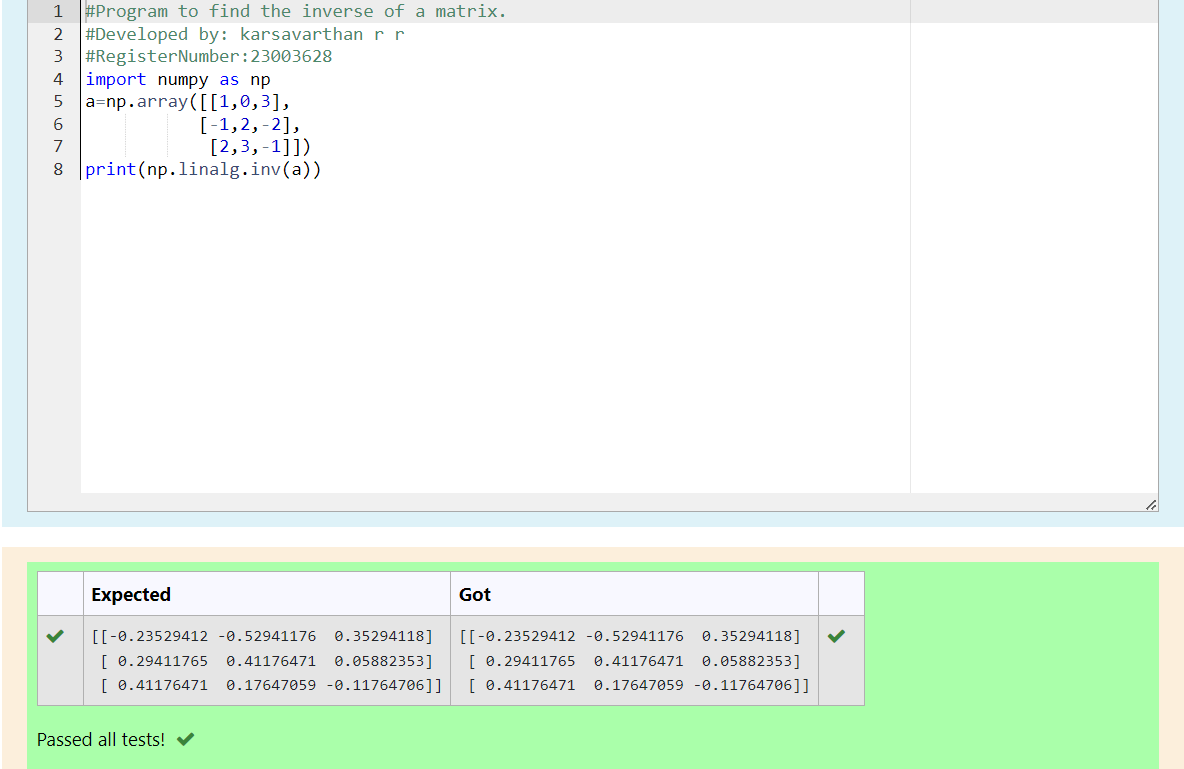 1 #Program to find the inverse of a matrix.
2 #Developed by: karsavarthan r r
3 #RegisterNumber:23003628
4 import numpy as np
5 a=np.array([[1,0,3],
6 [-1,2,-2],
7 [2,3,-1]])
8 print(np.linalg.inv(a))
Expected Got
[[-0.23529412 -0.52941176 0.35294118] [[-0.23529412 -0.52941176 0.35294118]
[ 0.29411765 0.41176471 0.05882353] [ 0.29411765 0.41176471 0.05882353]
[ 0.41176471 0.17647059 -0.11764706]] [ 0.41176471 0.17647059 -0.11764706]]
Passed all tests!